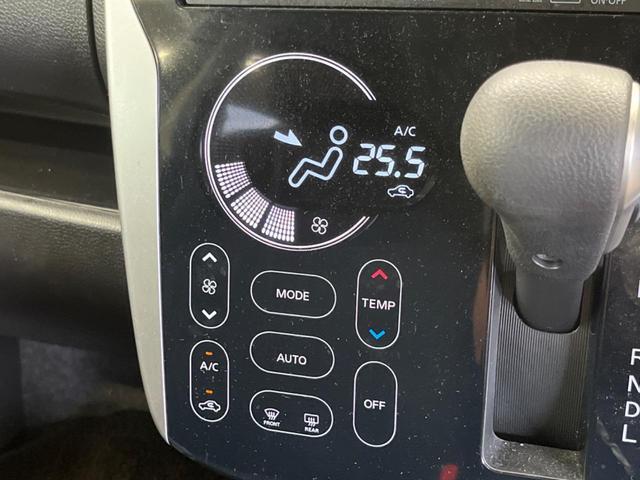 ON·OFF
A/C
25.5
MODE
TEMP
AUTO
A/C
OFF
FRONT
REAR
R
N
D
L